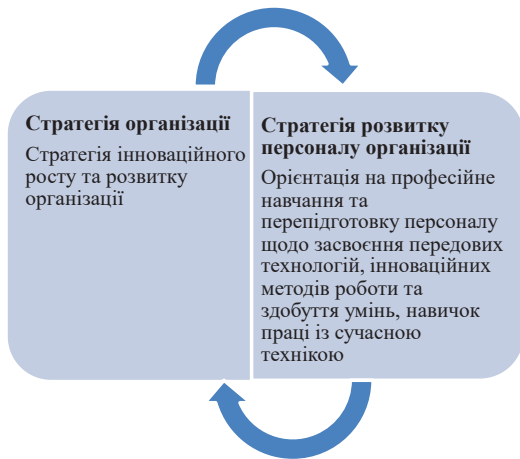 Стратегія організації
Стратегія інноваційного
росту та розвитку
організації
Стратегія розвитку
персоналу організації
Орієнтація на професійне
навчання та
перепідготовку персоналу
щодо засвоєння передових
технологій, інноваційних
методів роботи та
здобуття умінь, навичок
праці із сучасною
технікою